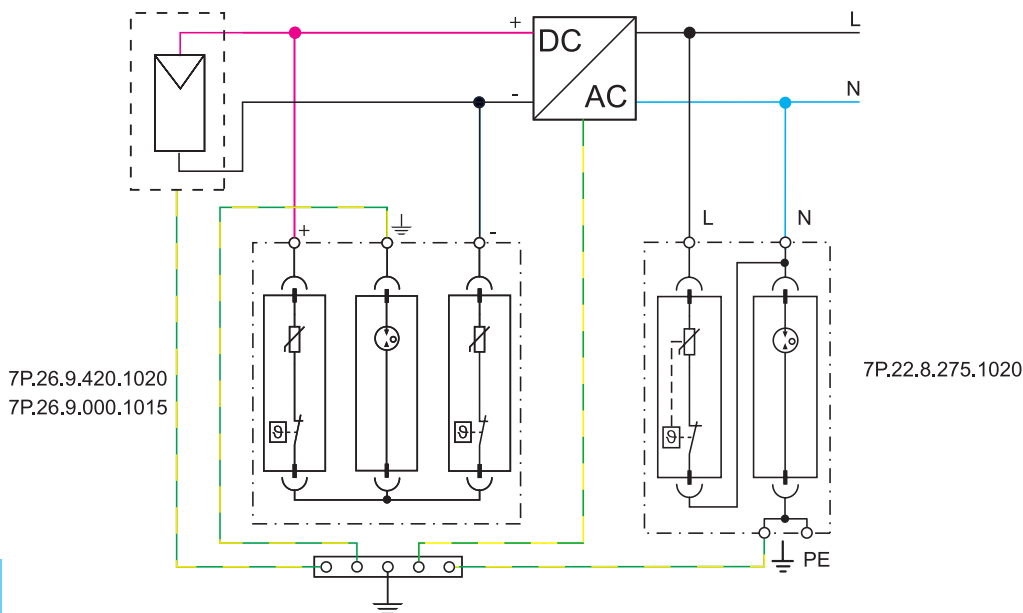 + L
DC
- AC N
+ - L N
7P.26.9.420.1020
7P.26.9.000.1015
7P.22.8.275.1020
ϑ ϑ ϑ
PE